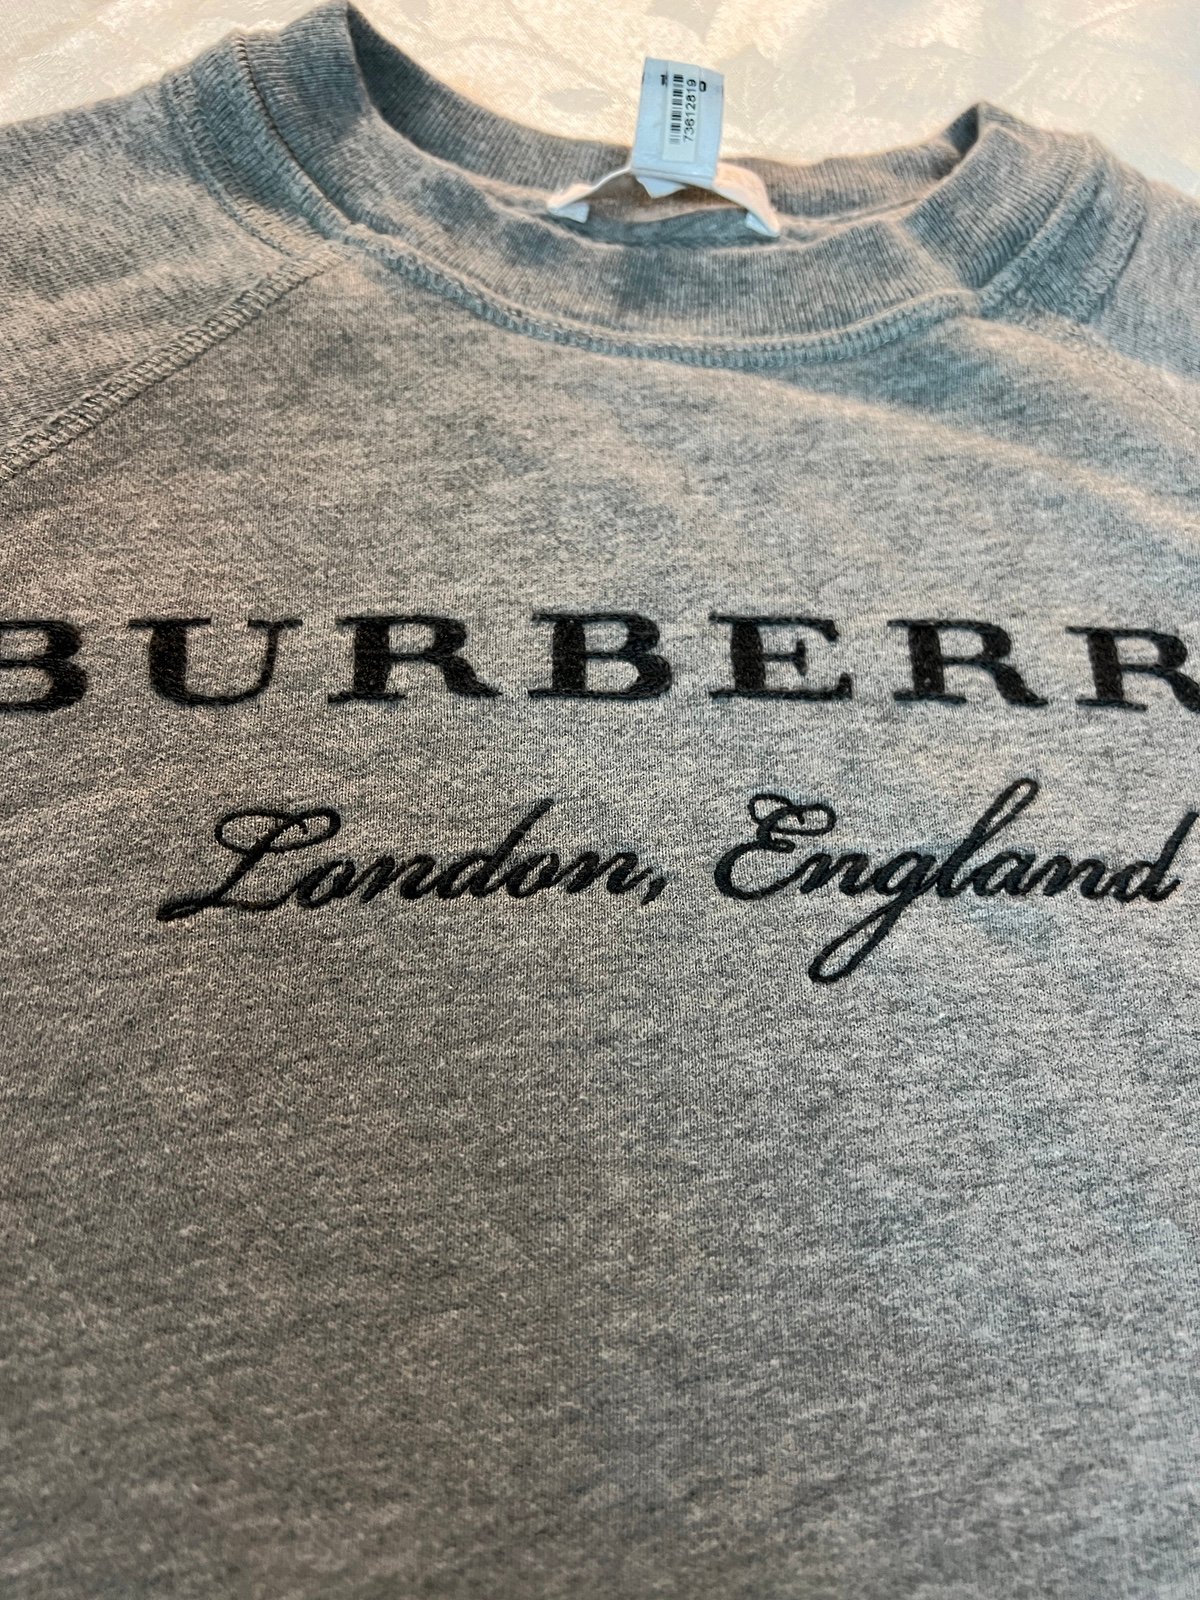 73612819
BURBERR
London, England